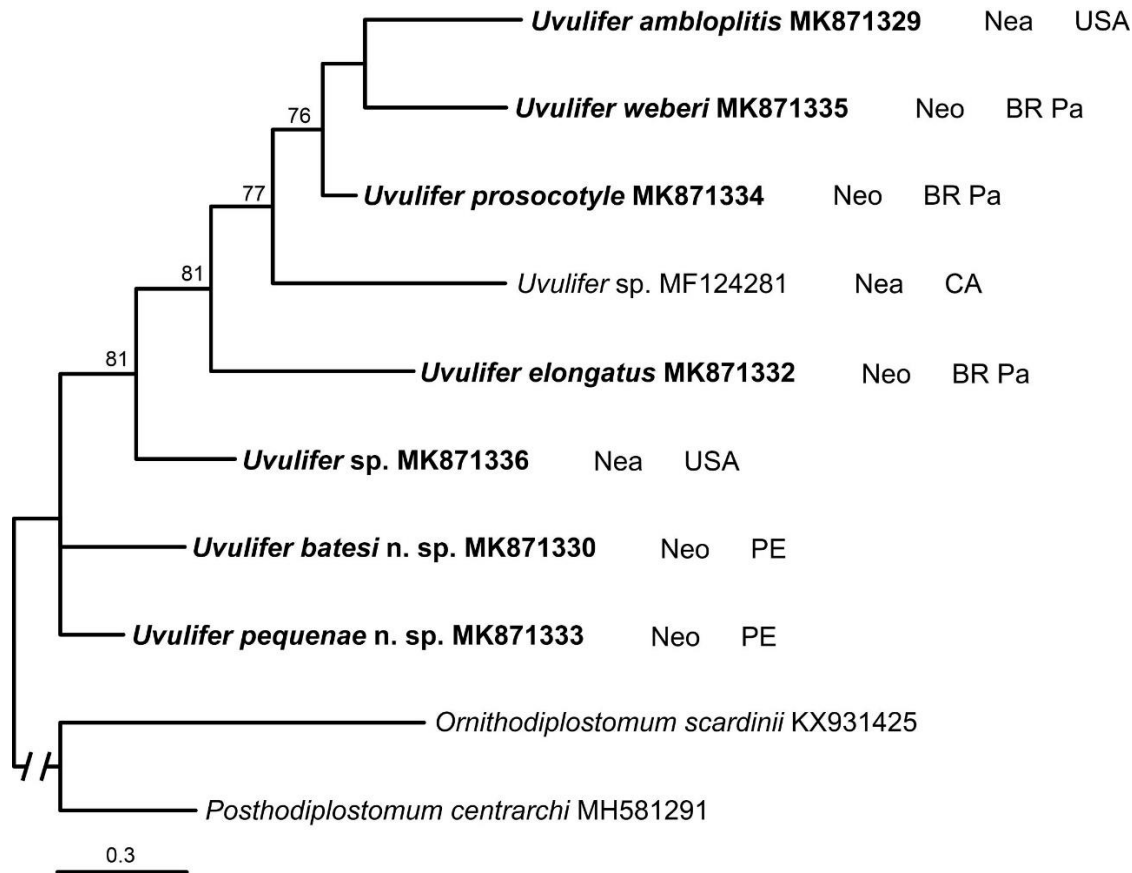 Uvulifer ambloplitis MK871329 Nea USA
Uvulifer weberi MK871335 Neo BR Pa
76
Uvulifer prosocotyle MK871334 Neo BR Pa
77
Uvulifer sp. MF124281 Nea CA
81
Uvulifer elongatus MK871332 Neo BR Pa
81
Uvulifer sp. MK871336 Nea USA
Uvulifer batesi n. sp. MK871330 Neo PE
Uvulifer pequenae n. sp. MK871333 Neo PE
Ornithodiplostomum scardinii KX931425
Posthodiplostomum centrarchi MH581291
0.3